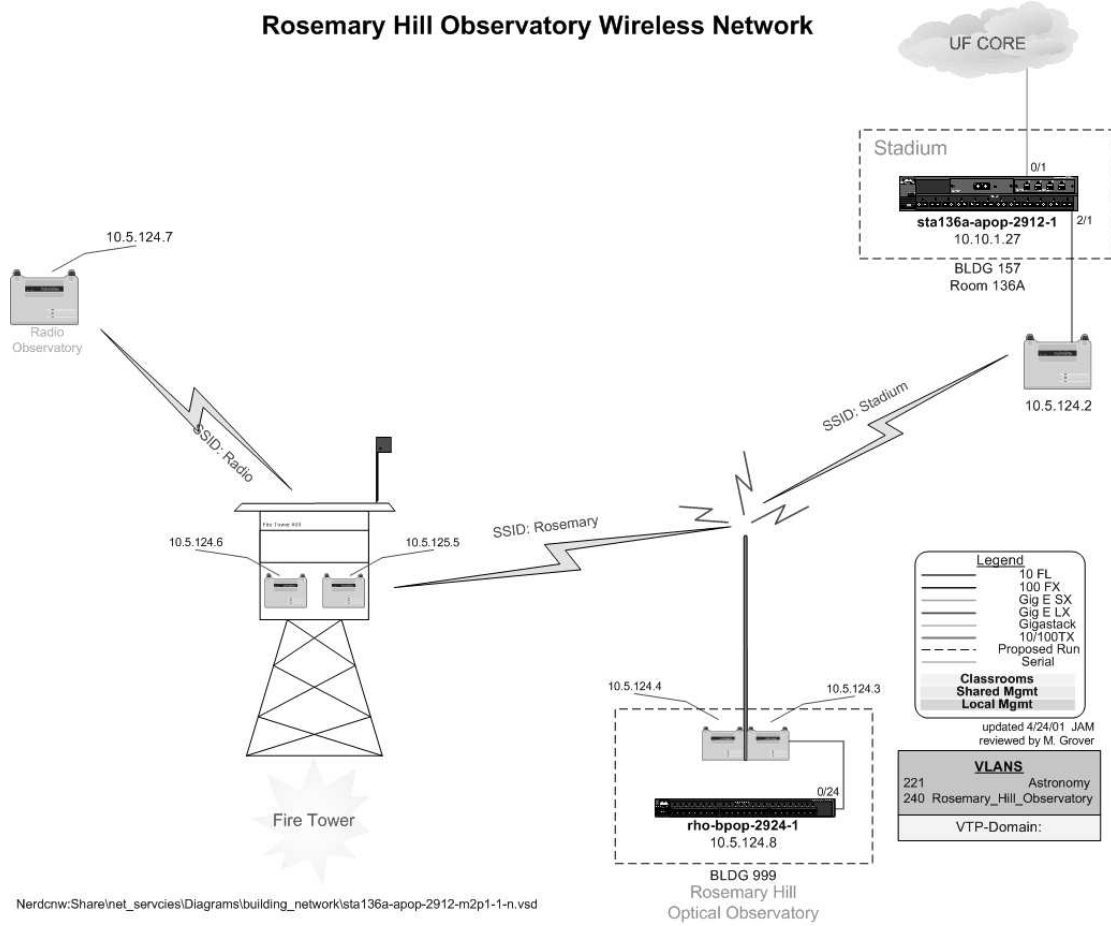 Rosemary Hill Observatory Wireless Network
UF CORE
Stadium
0/1
sta136a-apop-2912-1
2/1
10.10.1.27
BLDG 157
Room 136A
10.5.124.7
Radio
Observatory
10.5.124.2
SSID: Stadium
SSID: Radio
SSID: Rosemary
10.5.124.6
10.5.125.5
Fire Tower
10.5.124.4
10.5.124.3
0/24
rho-bpop-2924-1
10.5.124.8
BLDG 999
Rosemary Hill
Optical Observatory
Legend
10 FL
100 FX
Gig E SX
Gig E LX
Gigastack
10/100TX
Proposed Run
Serial
Classrooms
Shared Mgmt
Local Mgmt
updated 4/24/01 JAM
reviewed by M. Grover
VLANS
221 Astronomy
240 Rosemary_Hill_Observatory
VTP-Domain:
Nerdcnw:Share\net_servcies\Diagrams\building_network\sta136a-apop-2912-m2p1-1-n.vsd